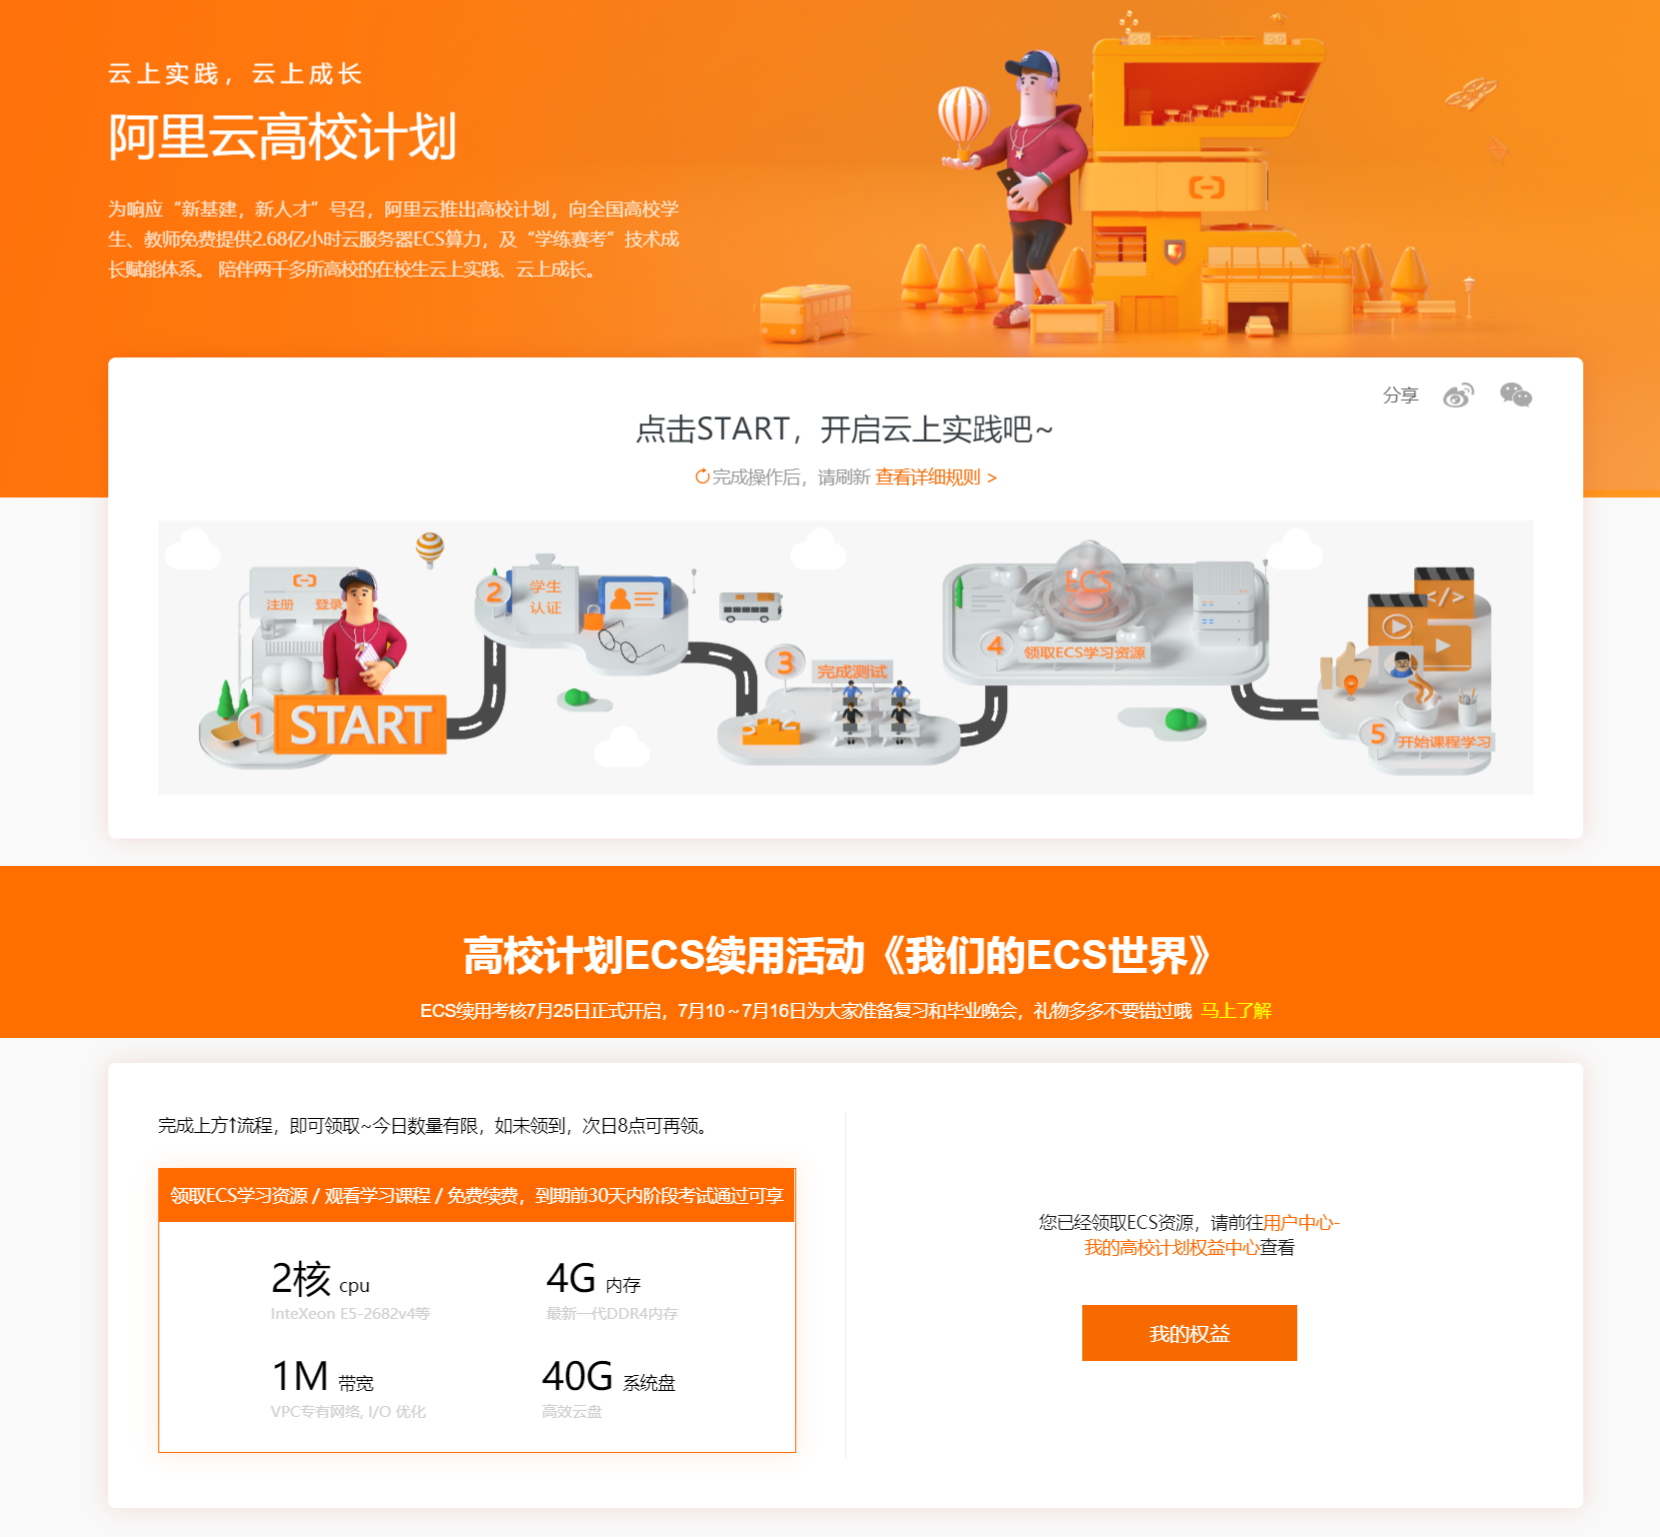 云上实践，云上成长
阿里云高校计划
为响应“新基建，新人才”号召，阿里云推出高校计划，向全国高校学
生、教师免费提供2.68亿小时云服务器ECS算力，及“学练赛考”技术成
长赋能体系。 陪伴两千多所高校的在校生云上实践、云上成长。
分享
点击START，开启云上实践吧~
完成操作后，请刷新 查看详细规则 >
注册 登录
1 START
2 学生
认证
3 完成测试
ECS
4 领取ECS学习资源
</>
5 开始课程学习
高校计划ECS续用活动《我们的ECS世界》
ECS续用考核7月25日正式开启，7月10～7月16日为大家准备复习和毕业晚会，礼物多多不要错过哦 马上了解
完成上方↑流程，即可领取~今日数量有限，如未领到，次日8点可再领。
领取ECS学习资源 / 观看学习课程 / 免费续费，到期前30天内阶段考试通过可享
2核 cpu
InteXeon E5-2682v4等
4G 内存
最新一代DDR4内存
1M 带宽
VPC专有网络, I/O 优化
40G 系统盘
高效云盘
您已经领取ECS资源，请前往用户中心-
我的高校计划权益中心查看
我的权益